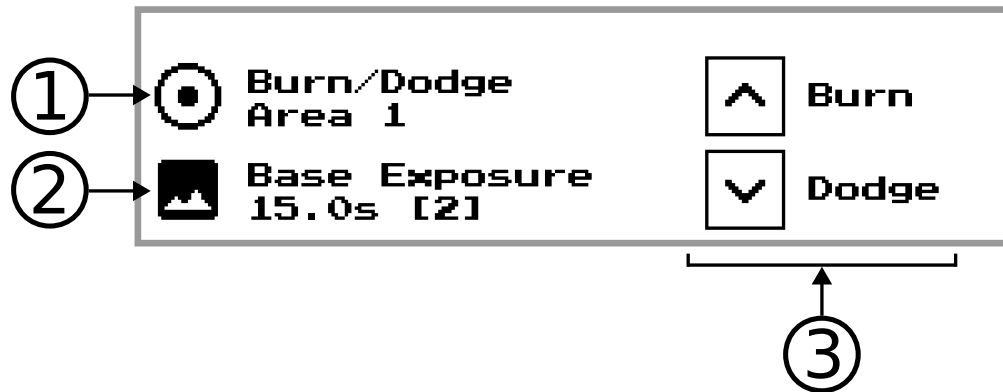 1
Burn/Dodge
Area 1
Burn
2
Base Exposure
15.0s [2]
Dodge
3